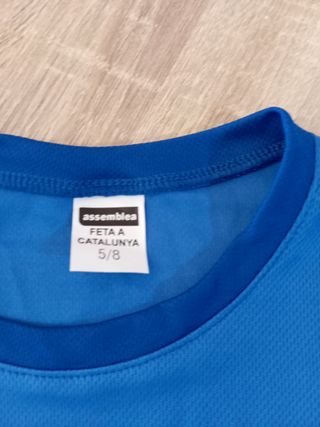 assemblea
FETA A
CATALUNYA
5/8